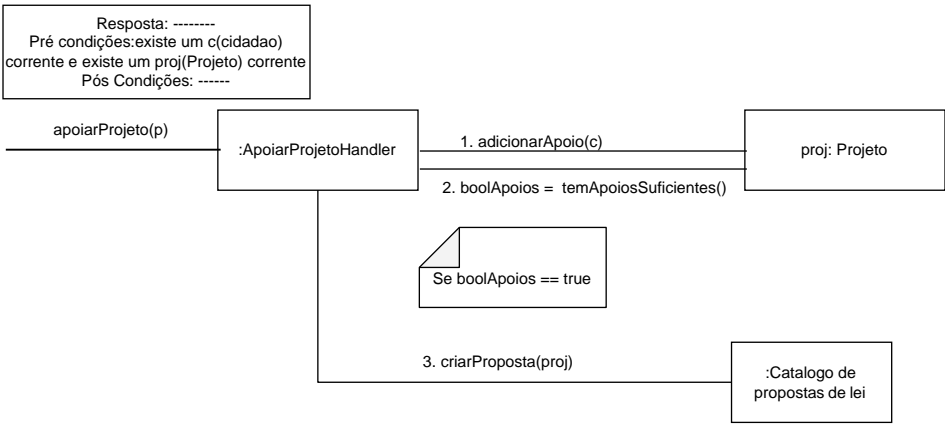 Resposta: --------
Pré condições:existe um c(cidadao)
corrente e existe um proj(Projeto) corrente
Pós Condições: ------
apoiarProjeto(p)
:ApoiarProjetoHandler
1. adicionarApoio(c)
proj: Projeto
2. boolApoios = temApoiosSuficientes()
Se boolApoios == true
3. criarProposta(proj)
:Catalogo de
propostas de lei